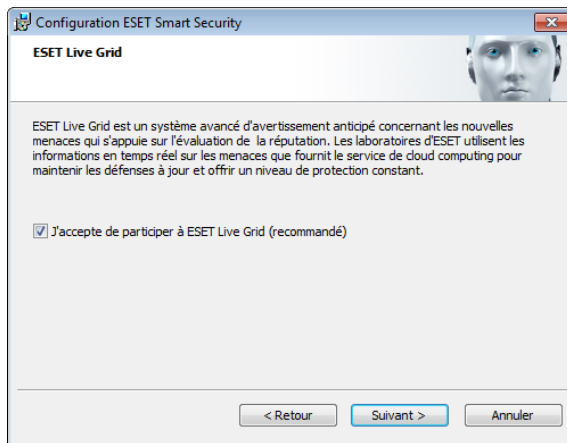 Configuration ESET Smart Security
ESET Live Grid
ESET Live Grid est un système avancé d'avertissement anticipé concernant les nouvelles
menaces qui s'appuie sur l'évaluation de la réputation. Les laboratoires d'ESET utilisent les
informations en temps réel sur les menaces que fournit le service de cloud computing pour
maintenir les défenses à jour et offrir un niveau de protection constant.
J'accepte de participer à ESET Live Grid (recommandé)
< Retour Suivant > Annuler